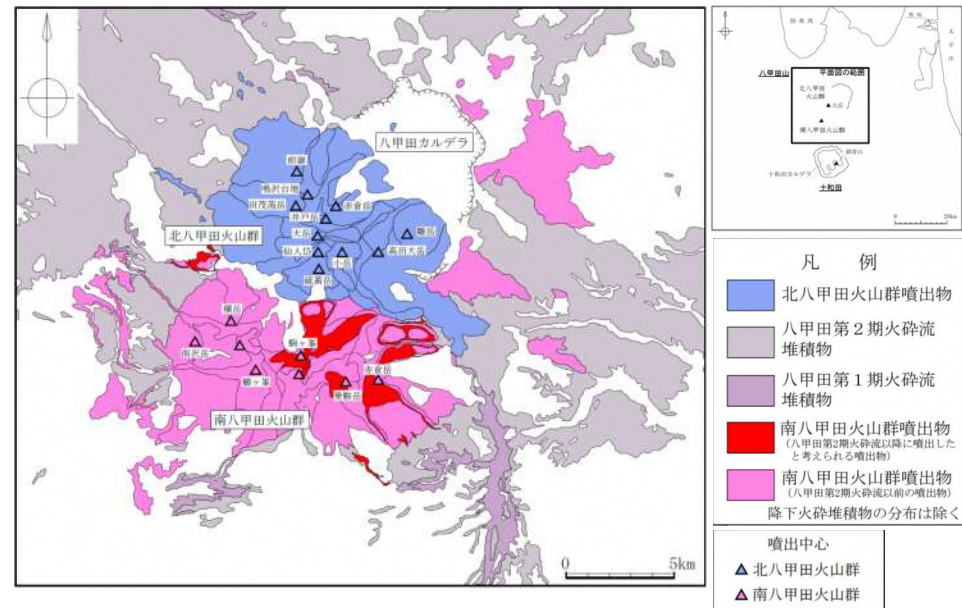 八甲田カルデラ
前嶽
鳴沢台地
田茂萢岳
赤倉岳
井戸岳
大岳
雛岳
仙人岱
小岳
高田大岳
硫黄岳
北八甲田火山群
横岳
南沢岳
駒ヶ峯
櫛ヶ峯
赤倉岳
乗鞍岳
南八甲田火山群
0 5km
陸奥湾
太平洋
八甲田山
平面図の範囲
北八甲田
火山群
大岳
南八甲田火山群
十和田カルデラ
十和田
0 20km
凡 例
北八甲田火山群噴出物
八甲田第2期火砕流
堆積物
八甲田第1期火砕流
堆積物
南八甲田火山群噴出物
(八甲田第2期火砕流以降に噴出した
と考えられる噴出物)
南八甲田火山群噴出物
(八甲田第2期火砕流以前の噴出物)
降下火砕堆積物の分布は除く
噴出中心
北八甲田火山群
南八甲田火山群